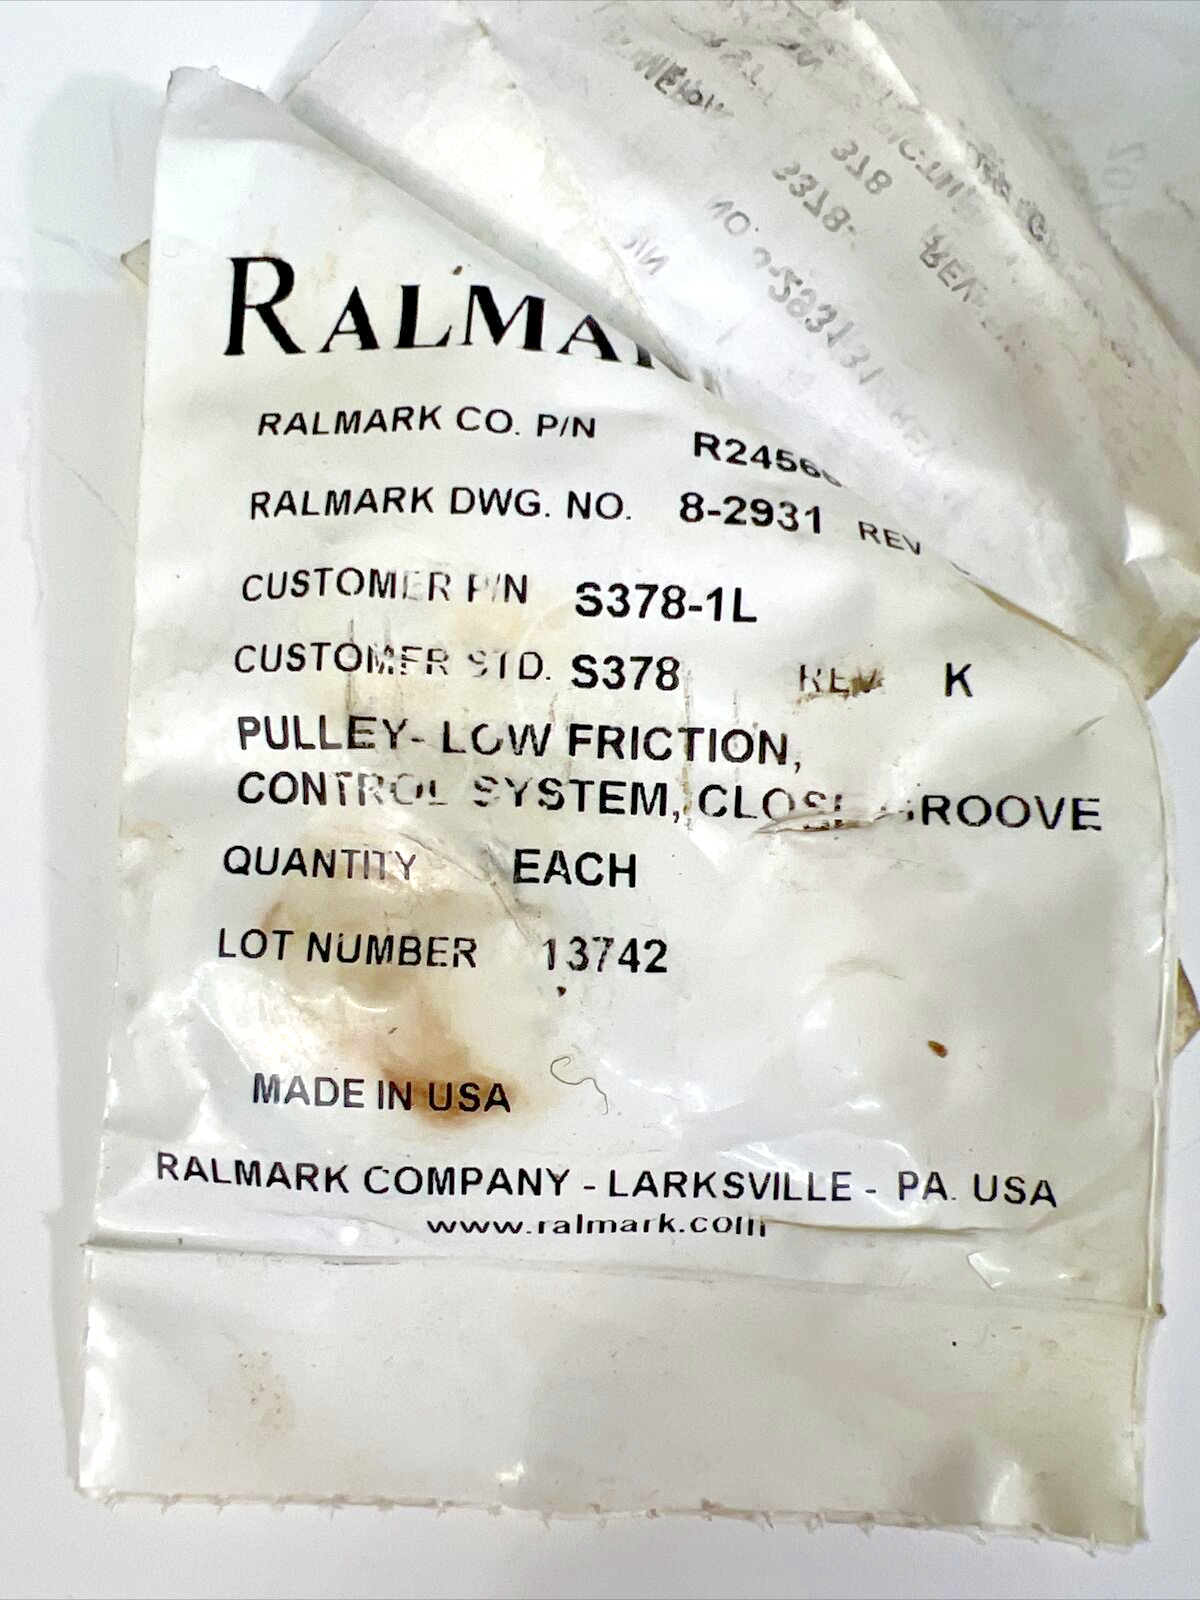 RALMA
RALMARK CO. P/N R2456
RALMARK DWG. NO. 8-2931 REV
CUSTOMER P/N S378-1L
CUSTOMER STD. S378 REV K
PULLEY- LOW FRICTION,
CONTROL SYSTEM, CLOSE GROOVE
QUANTITY EACH
LOT NUMBER 13742
MADE IN USA
RALMARK COMPANY - LARKSVILLE - PA. USA
www.ralmark.com